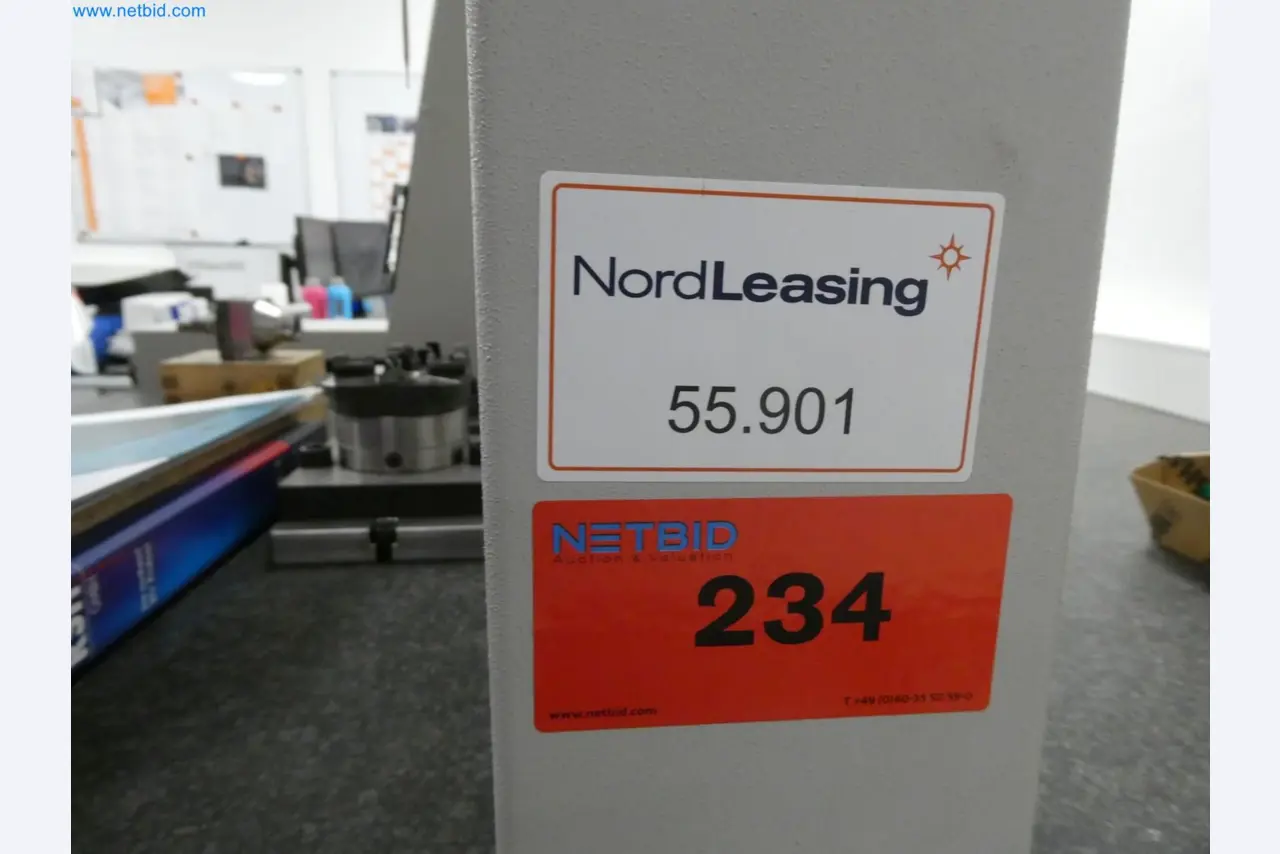 www.netbid.com
NordLeasing
55.901
NETBID
Auction & Valuation
234
www.netbid.com